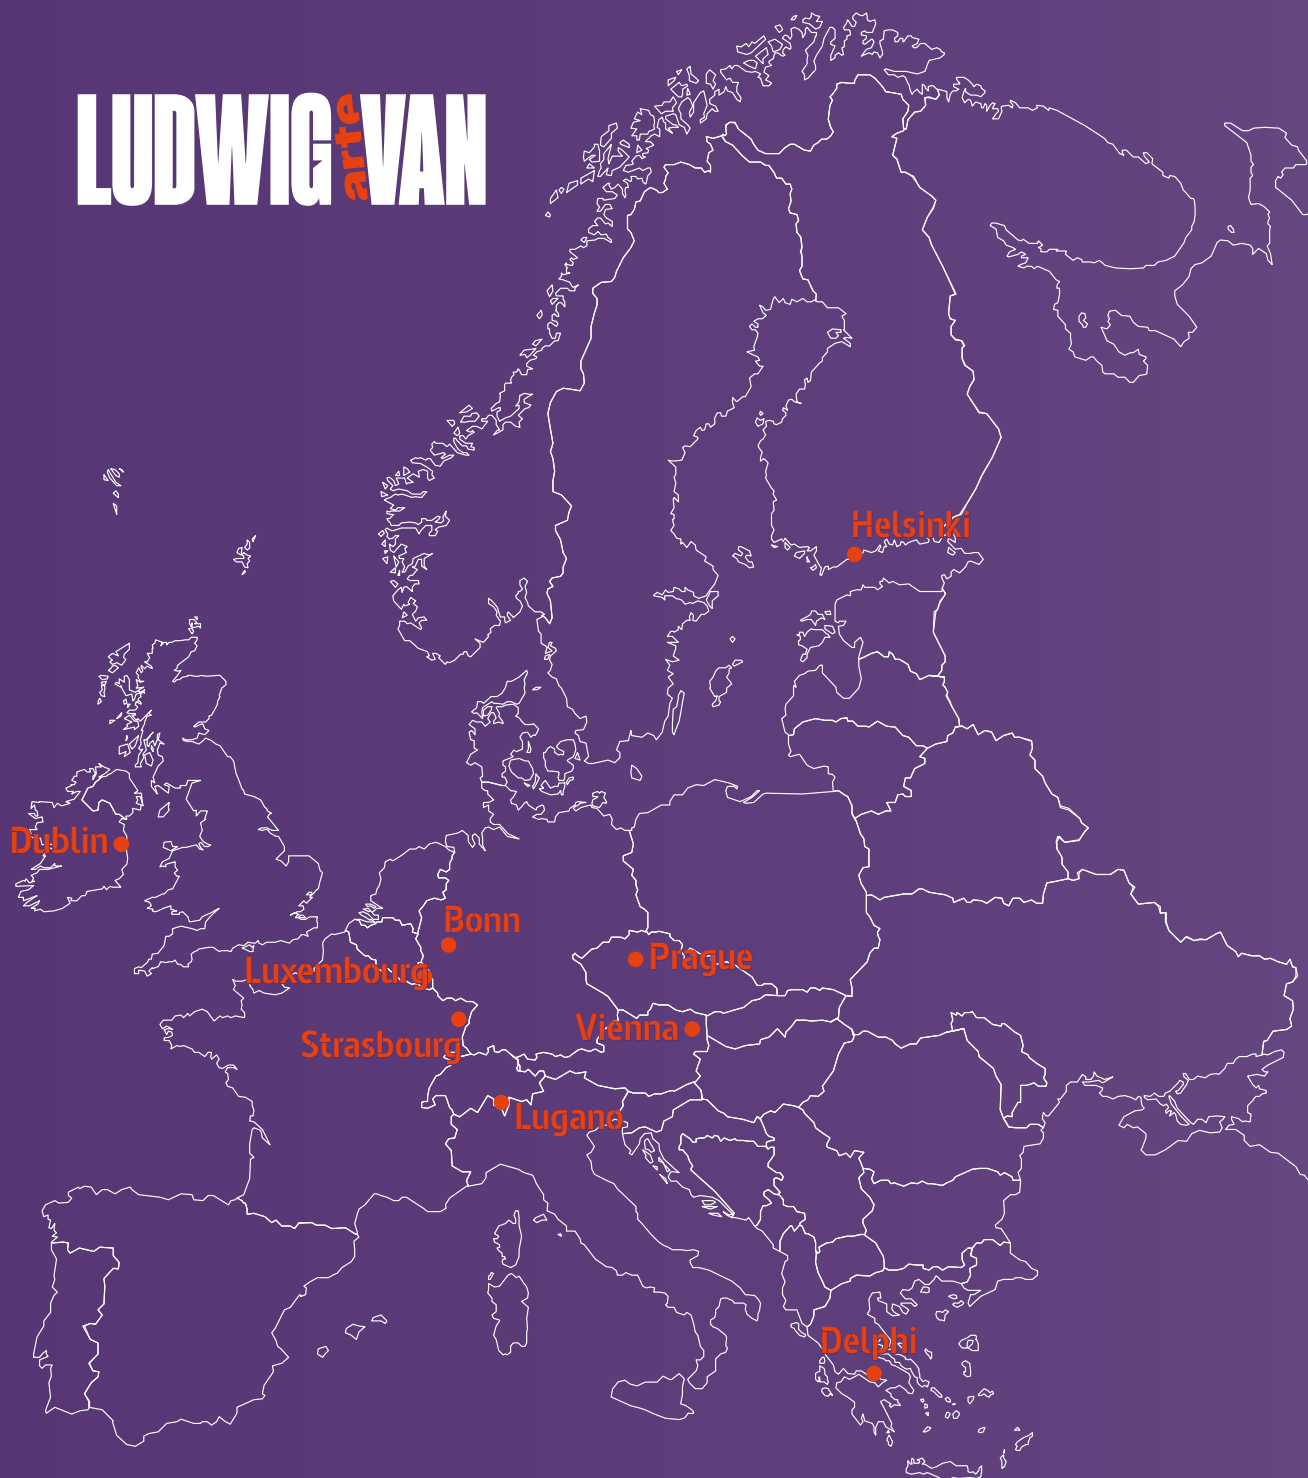 LUDWIG arte VAN
Helsinki
Dublin
Bonn
Prague
Luxembourg
Vienna
Strasbourg
Lugano
Delphi